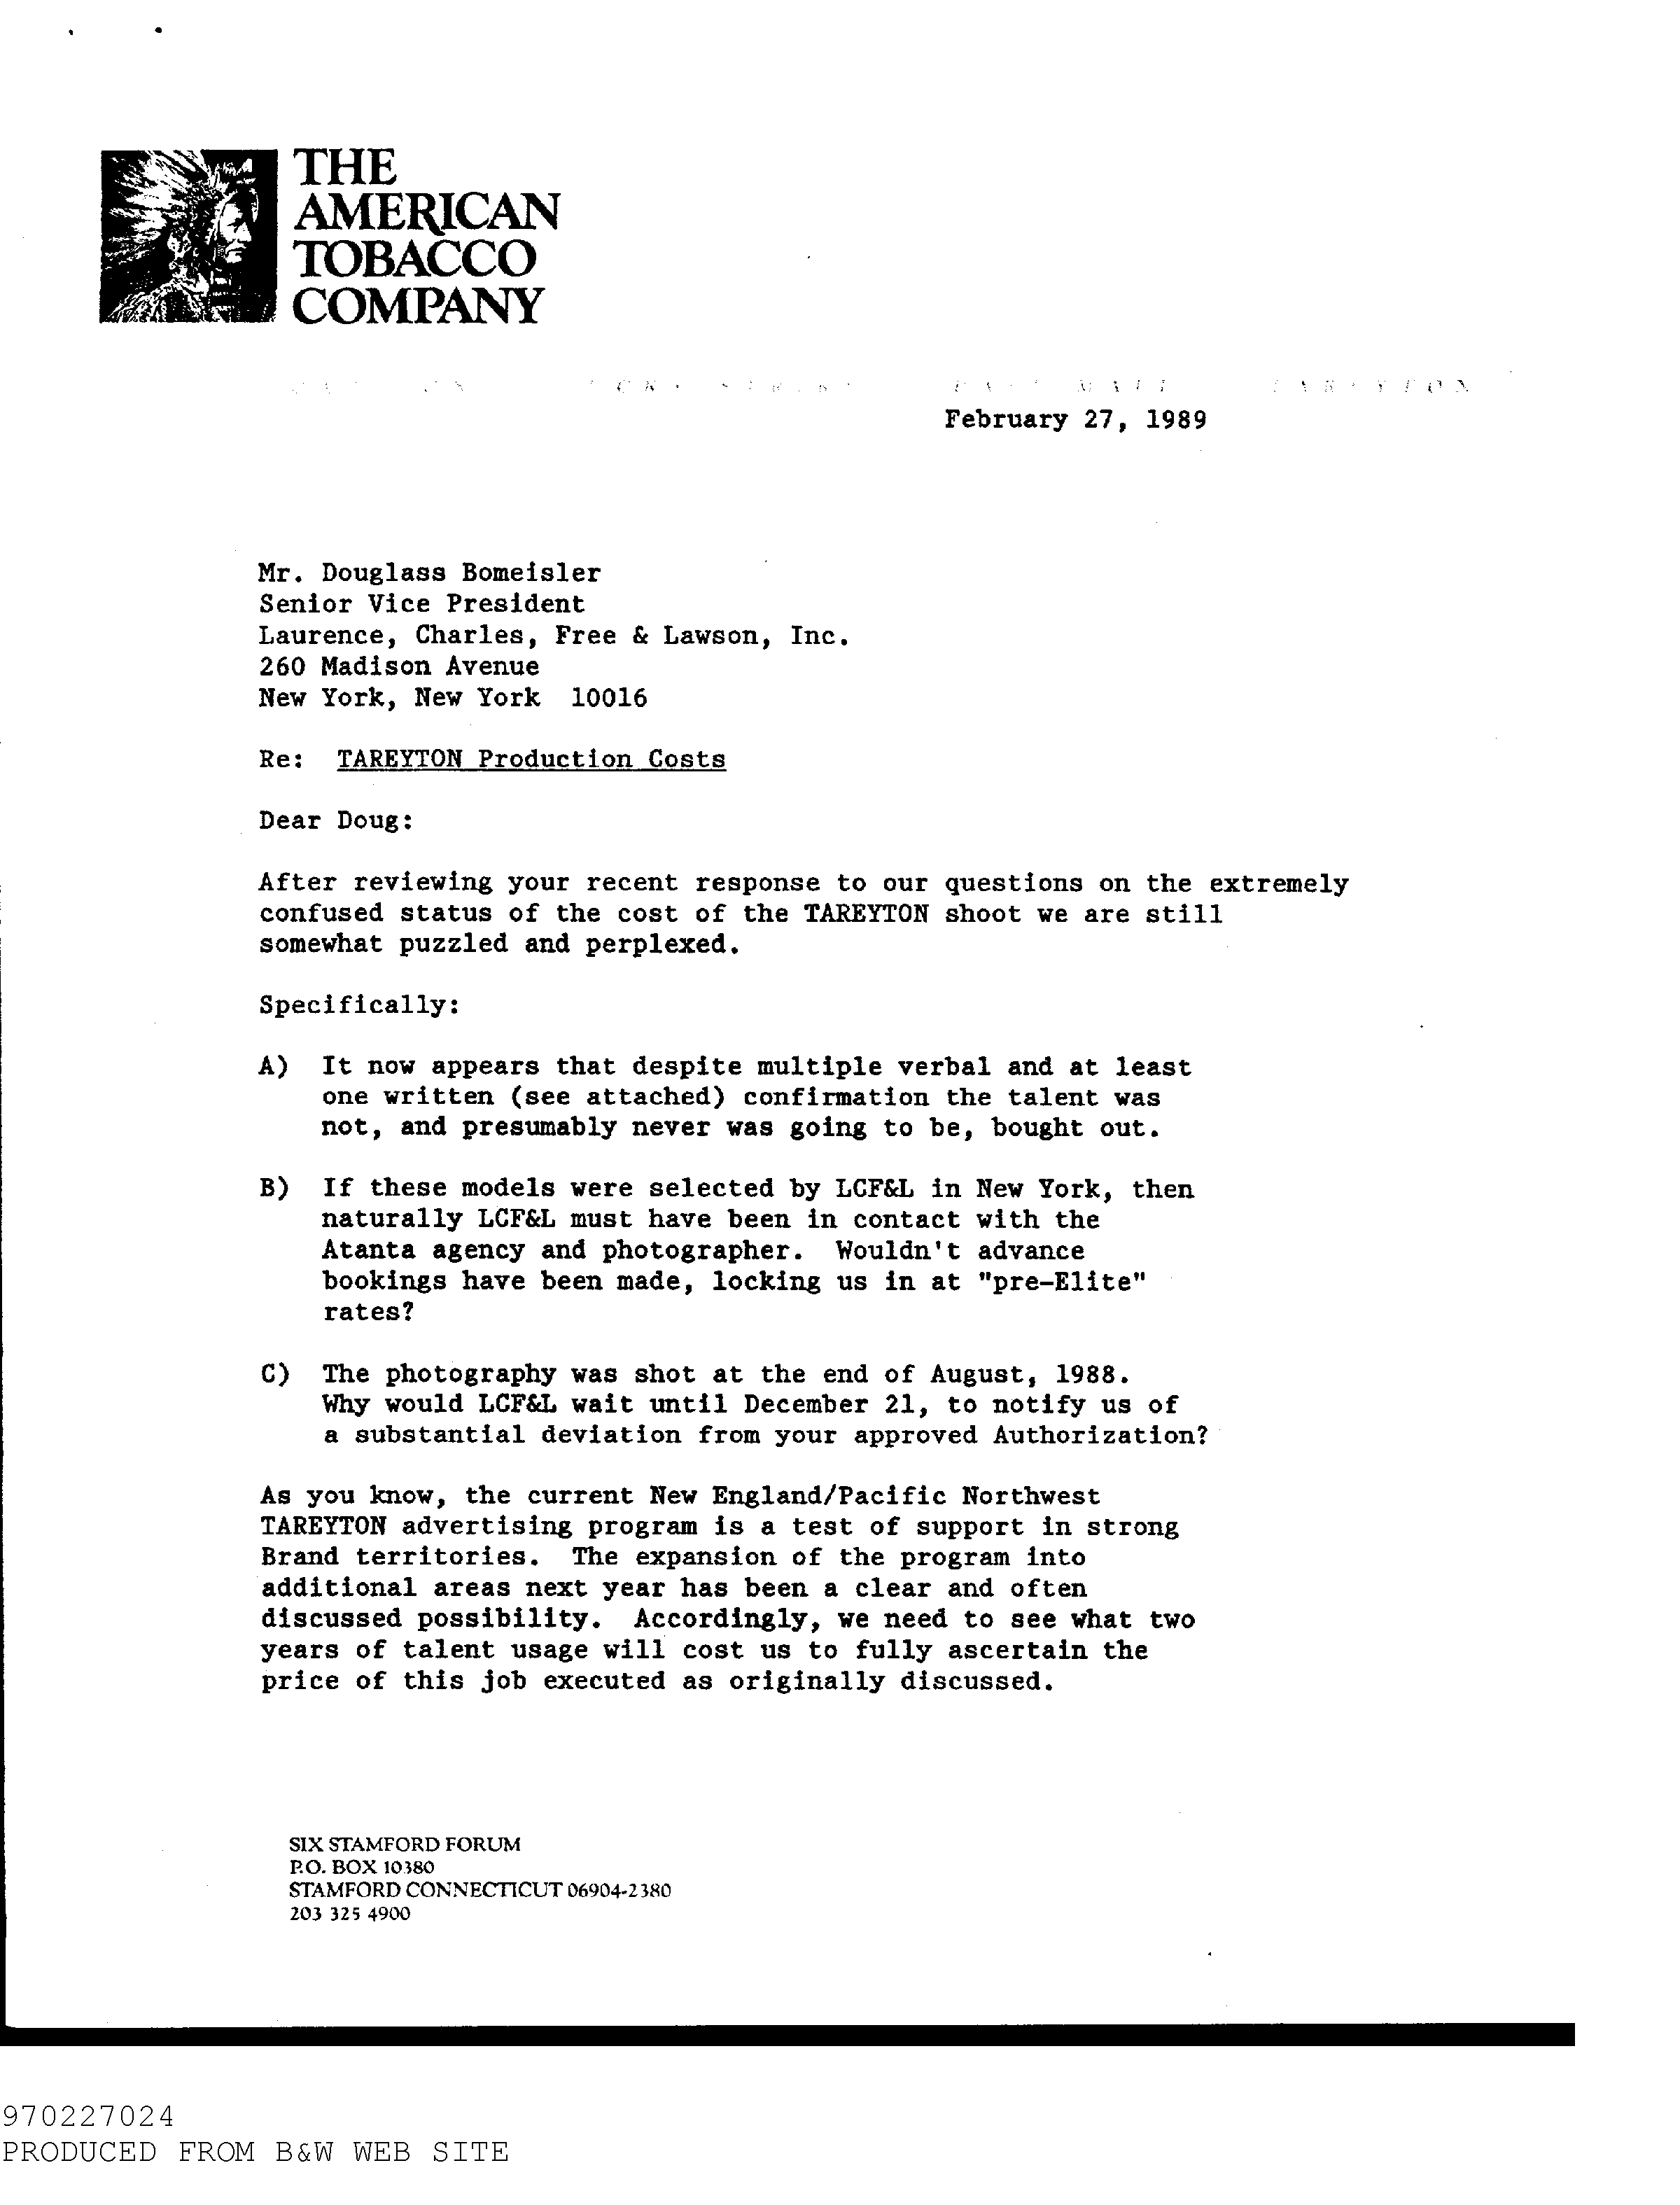 THE
AMERICAN
TOBACCO
COMPANY
February 27, 1989
Mr. Douglass Bomeisler
Senior Vice President
Laurence, Charles, Free & Lawson, Inc.
260 Madison Avenue
New York, New York  10016
Re:  TAREYTON Production Costs
Dear Doug:
After reviewing your recent response to our questions on the extremely
confused status of the cost of the TAREYTON shoot we are still
somewhat puzzled and perplexed.
Specifically:
A)  It now appears that despite multiple verbal and at least
one written (see attached) confirmation the talent was
not, and presumably never was going to be, bought out.
B)  If these models were selected by LCF&L in New York, then
naturally LCF&L must have been in contact with the
Atanta agency and photographer.  Wouldn't advance
bookings have been made, locking us in at "pre-Elite"
rates?
C)  The photography was shot at the end of August, 1988.
Why would LCF&L wait until December 21, to notify us of
a substantial deviation from your approved Authorization?
As you know, the current New England/Pacific Northwest
TAREYTON advertising program is a test of support in strong
Brand territories.  The expansion of the program into
additional areas next year has been a clear and often
discussed possibility.  Accordingly, we need to see what two
years of talent usage will cost us to fully ascertain the
price of this job executed as originally discussed.
SIX STAMFORD FORUM
P.O. BOX 10380
STAMFORD CONNECTICUT 06904-2380
203 325 4900
970227024
PRODUCED FROM B&W WEB SITE